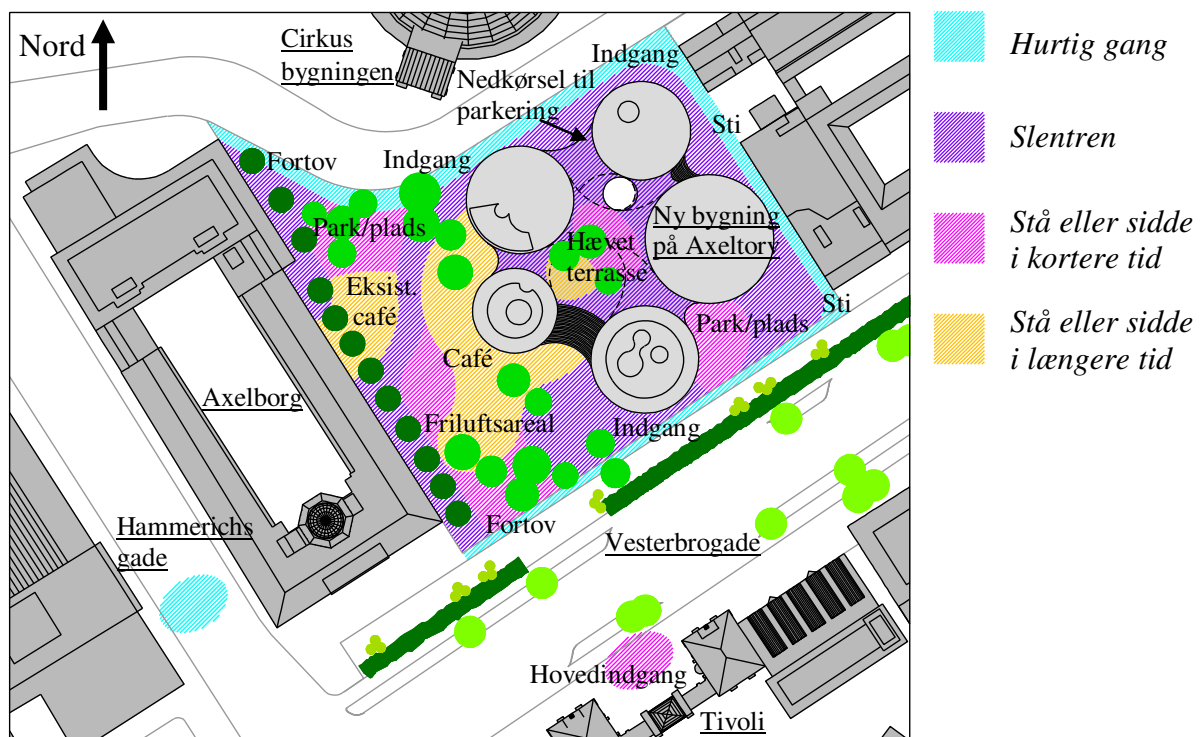 Nord
Cirkus
bygningen
Indgang
Nedkørsel til
parkering
Sti
Fortov
Indgang
Park/plads
Hævet
terrasse
Ny bygning
på Axeltorv
Eksist.
café
Sti
Park/plads
Café
Axelborg
Friluftsareal
Indgang
Fortov
Hammerichs
gade
Vesterbrogade
Hovedindgang
Tivoli
Hurtig gang
Slentren
Stå eller sidde
i kortere tid
Stå eller sidde
i længere tid